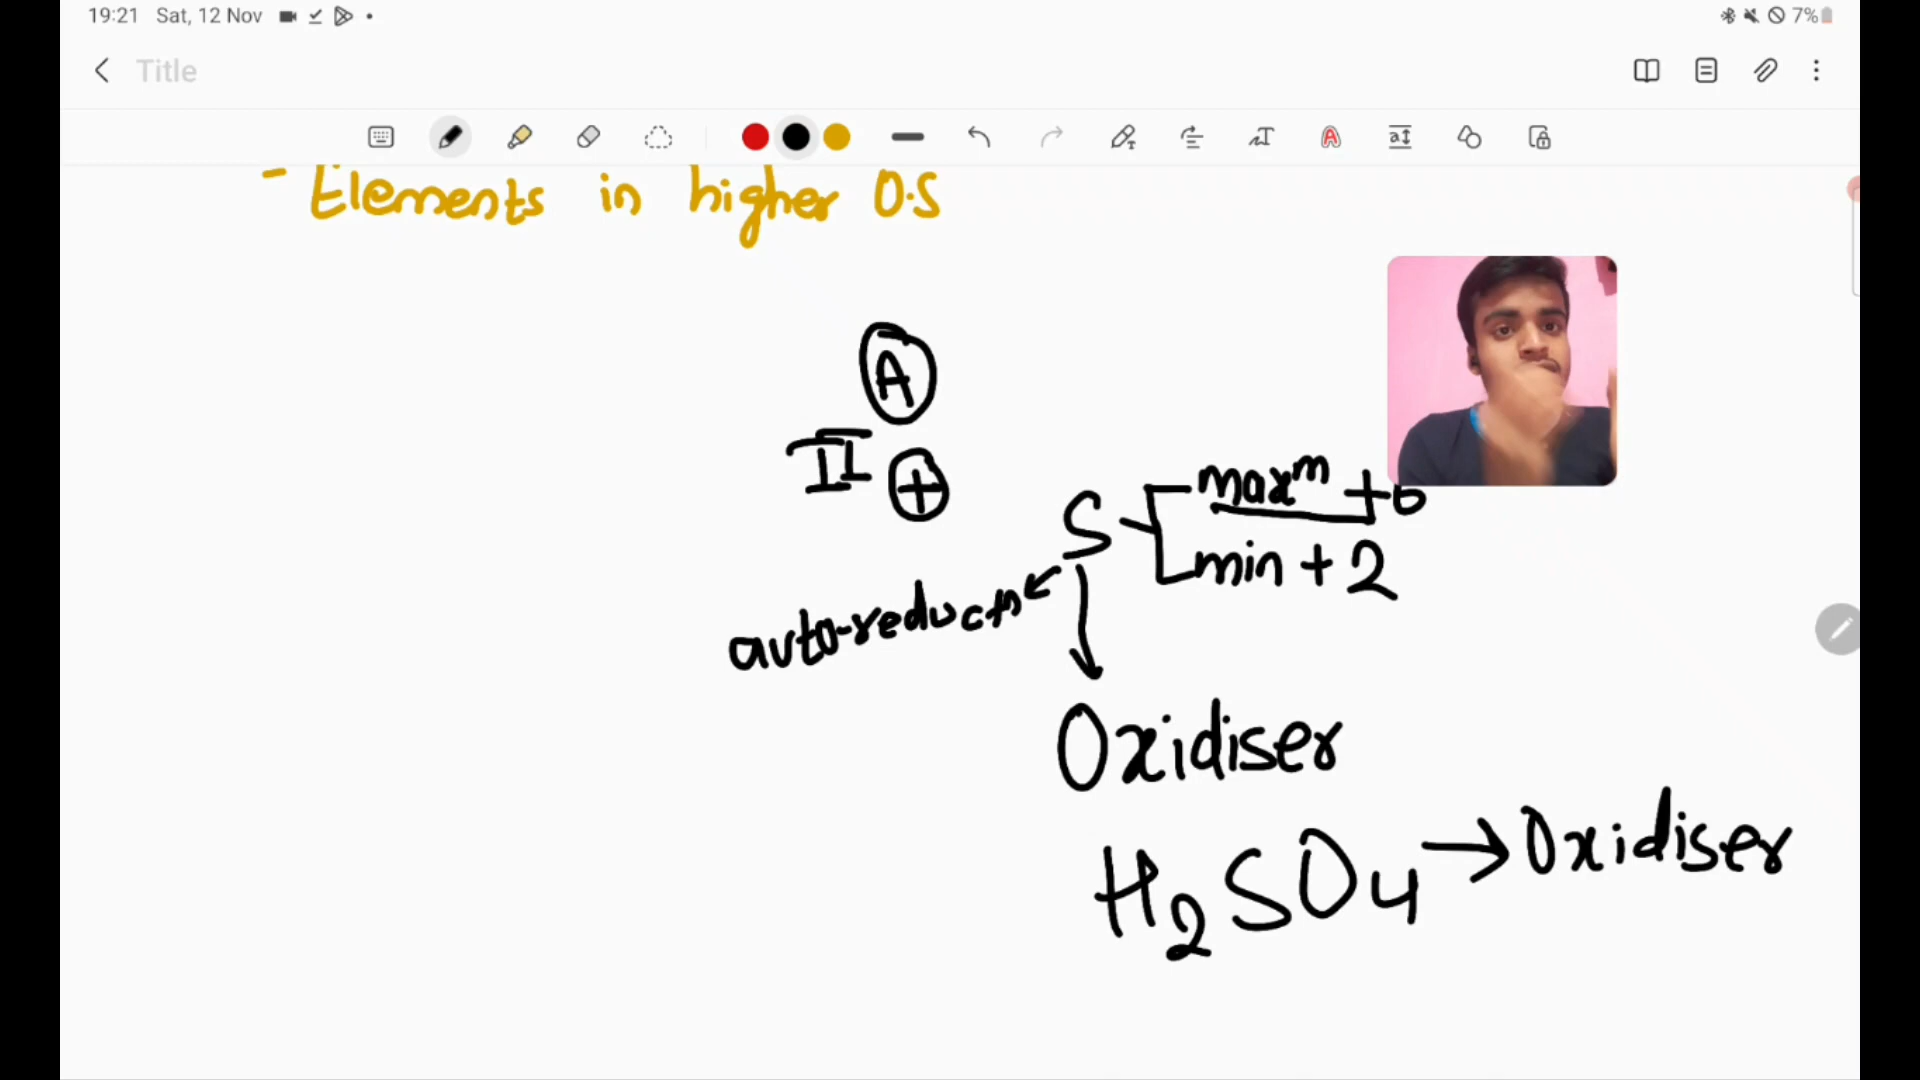 19:21 Sat, 12 Nov
7%
Title
A
a
- Elements in higher O.S
A
II +
S maxᵐ +6
min + 2
auto-reductn
Oxidiser
H₂SO₄ → Oxidiser